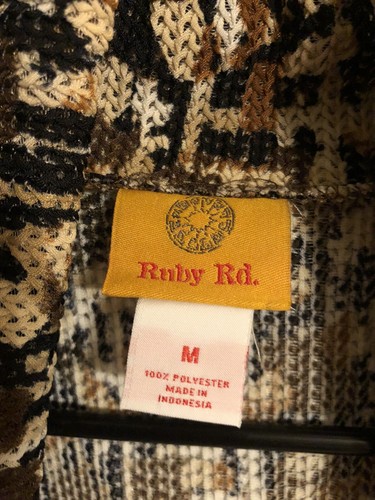 Ruby Rd.
M
100% POLYESTER
MADE IN
INDONESIA